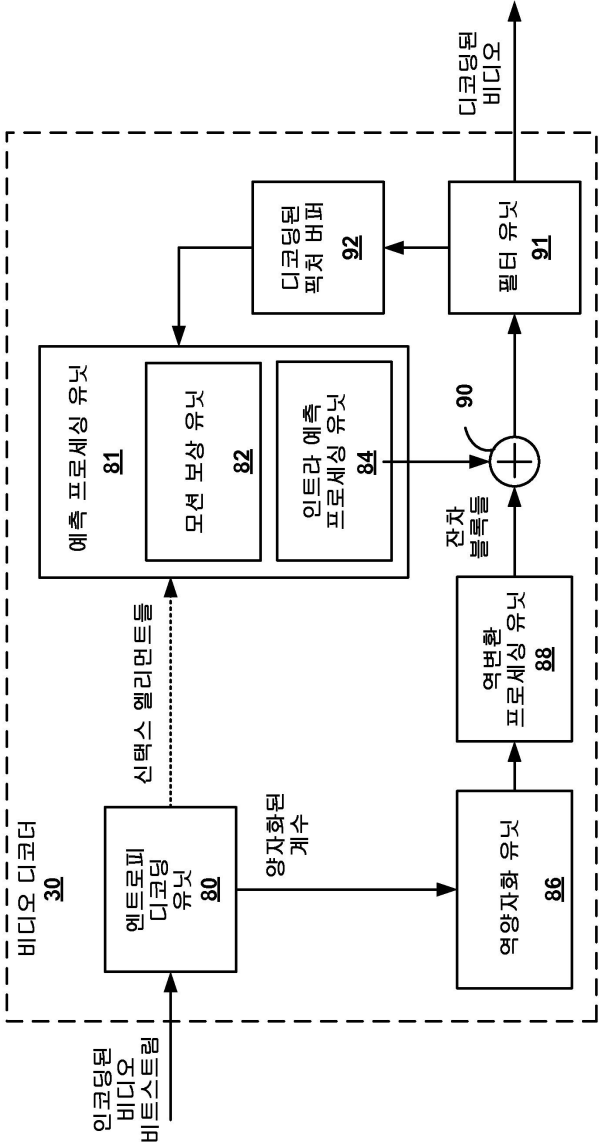 비디오 디코더
30
인코딩된
비디오
비트스트림
엔트로피
디코딩
유닛
80
신택스 엘리먼트들
양자화된
계수
예측 프로세싱 유닛
81
모션 보상 유닛
82
인트라 예측
프로세싱 유닛
84
역양자화 유닛
86
역변환
프로세싱 유닛
88
잔차
블록들
90
디코딩된
픽처 버퍼
92
필터 유닛
91
디코딩된
비디오